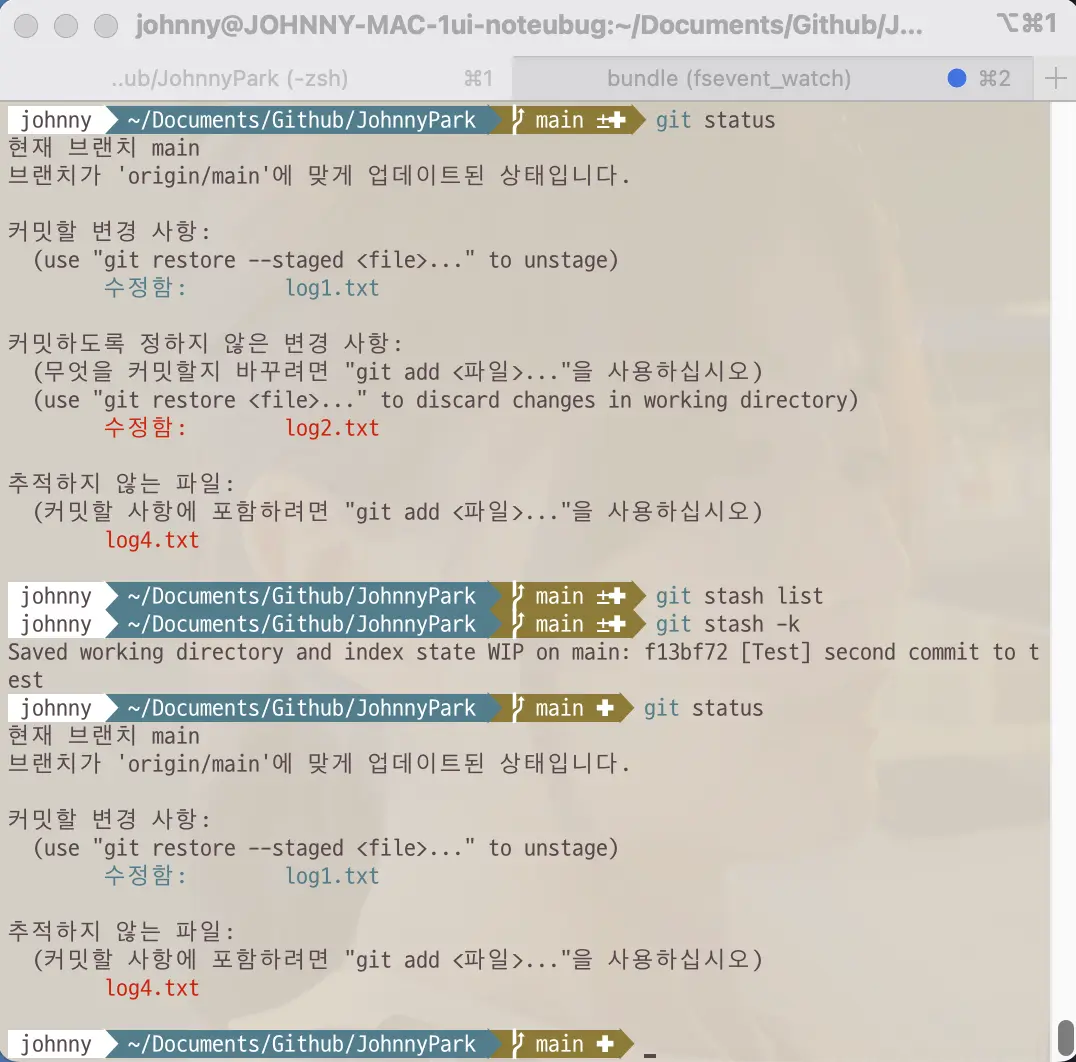 johnny@JOHNNY-MAC-1ui-noteubug:~/Documents/Github/J... ⌥⌘1
..ub/JohnnyPark (-zsh) ⌘1 bundle (fsevent_watch) ⌘2
johnny ~/Documents/Github/JohnnyPark main ±✚ git status
현재 브랜치 main
브랜치가 'origin/main'에 맞게 업데이트된 상태입니다.
커밋할 변경 사항:
(use "git restore --staged <file>..." to unstage)
수정함: log1.txt
커밋하도록 정하지 않은 변경 사항:
(무엇을 커밋할지 바꾸려면 "git add <파일>..."을 사용하십시오)
(use "git restore <file>..." to discard changes in working directory)
수정함: log2.txt
추적하지 않는 파일:
(커밋할 사항에 포함하려면 "git add <파일>..."을 사용하십시오)
log4.txt
johnny ~/Documents/Github/JohnnyPark main ±✚ git stash list
johnny ~/Documents/Github/JohnnyPark main ±✚ git stash -k
Saved working directory and index state WIP on main: f13bf72 [Test] second commit to t
est
johnny ~/Documents/Github/JohnnyPark main ✚ git status
현재 브랜치 main
브랜치가 'origin/main'에 맞게 업데이트된 상태입니다.
커밋할 변경 사항:
(use "git restore --staged <file>..." to unstage)
수정함: log1.txt
추적하지 않는 파일:
(커밋할 사항에 포함하려면 "git add <파일>..."을 사용하십시오)
log4.txt
johnny ~/Documents/Github/JohnnyPark main ✚